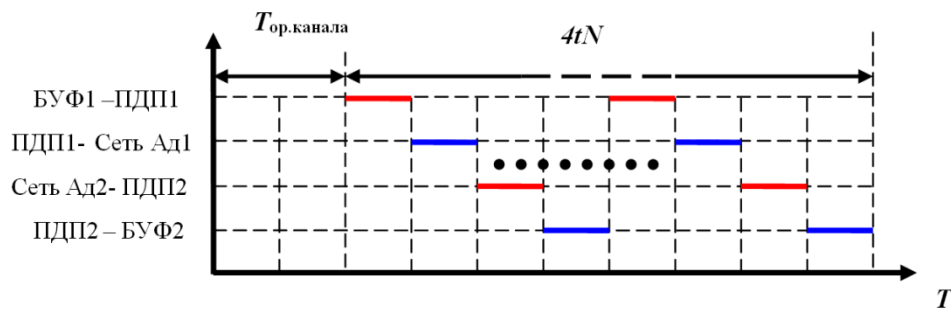 Tор.канала
4tN
БУФ1 –ПДП1
ПДП1- Сеть Ад1
Сеть Ад2- ПДП2
ПДП2 – БУФ2
T